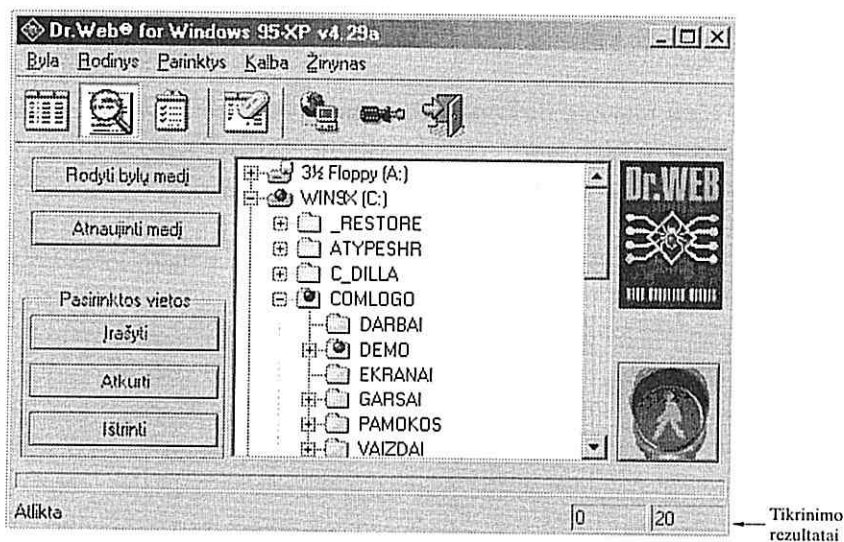 Dr.Web® for Windows 95-XP v4.29a
Byla Rodinys Parinktys Kalba Žinynas
Rodyti bylų medį
Atnaujinti medį
Pasirinktos vietos
Įrašyti
Atkurti
Ištrinti
3½ Floppy (A:)
WIN9X (C:)
_RESTORE
ATYPESHR
C_DILLA
COMLOGO
DARBAI
DEMO
EKRANAI
GARSAI
PAMOKOS
VAIZDAI
Dr.WEB
Atlikta
0
20
Tikrinimo
rezultatai